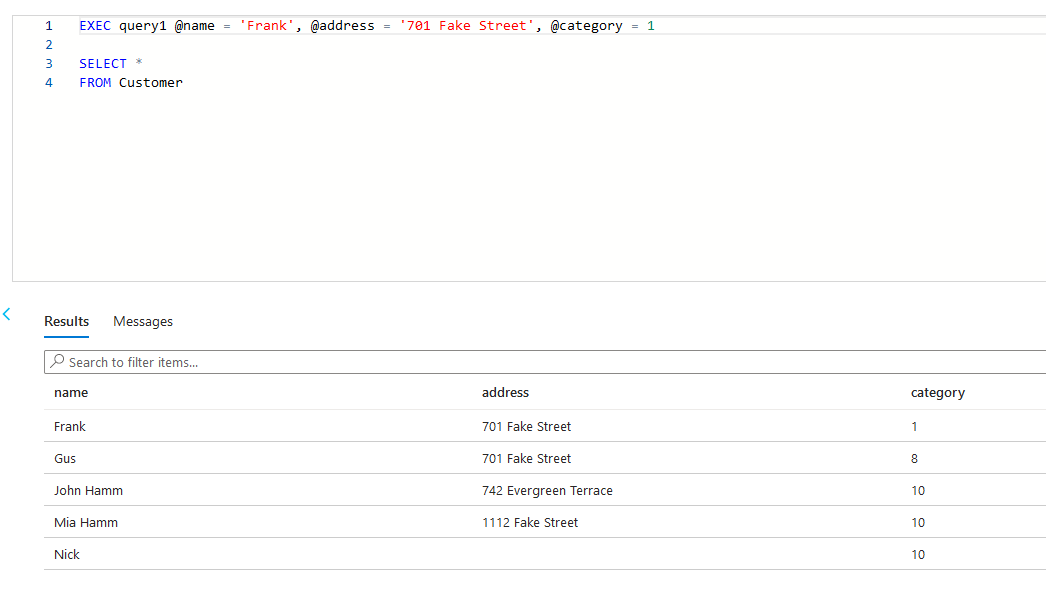 1 EXEC query1 @name = 'Frank', @address = '701 Fake Street', @category = 1
2
3 SELECT *
4 FROM Customer
Results Messages
Search to filter items...
name address category
Frank 701 Fake Street 1
Gus 701 Fake Street 8
John Hamm 742 Evergreen Terrace 10
Mia Hamm 1112 Fake Street 10
Nick 10